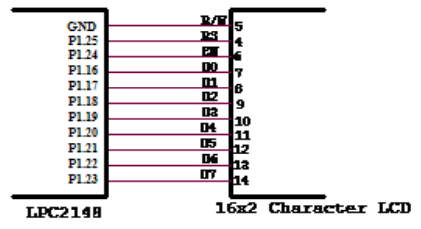 GND R/W 5
P1.25 RS 4
P1.24 EN 6
P1.16 D0 7
P1.17 D1 8
P1.18 D2 9
P1.19 D3 10
P1.20 D4 11
P1.21 D5 12
P1.22 D6 13
P1.23 D7 14
LPC2148 16x2 Character LCD